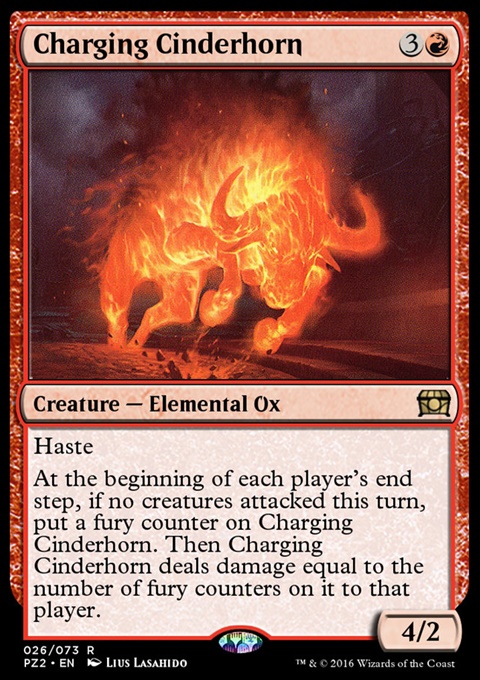 Charging Cinderhorn 3
Creature — Elemental Ox
Haste
At the beginning of each player's end
step, if no creatures attacked this turn,
put a fury counter on Charging
Cinderhorn. Then Charging
Cinderhorn deals damage equal to the
number of fury counters on it to that
player.
4/2
026/073 R
PZ2 • EN Lius Lasahido ™ & © 2016 Wizards of the Coast